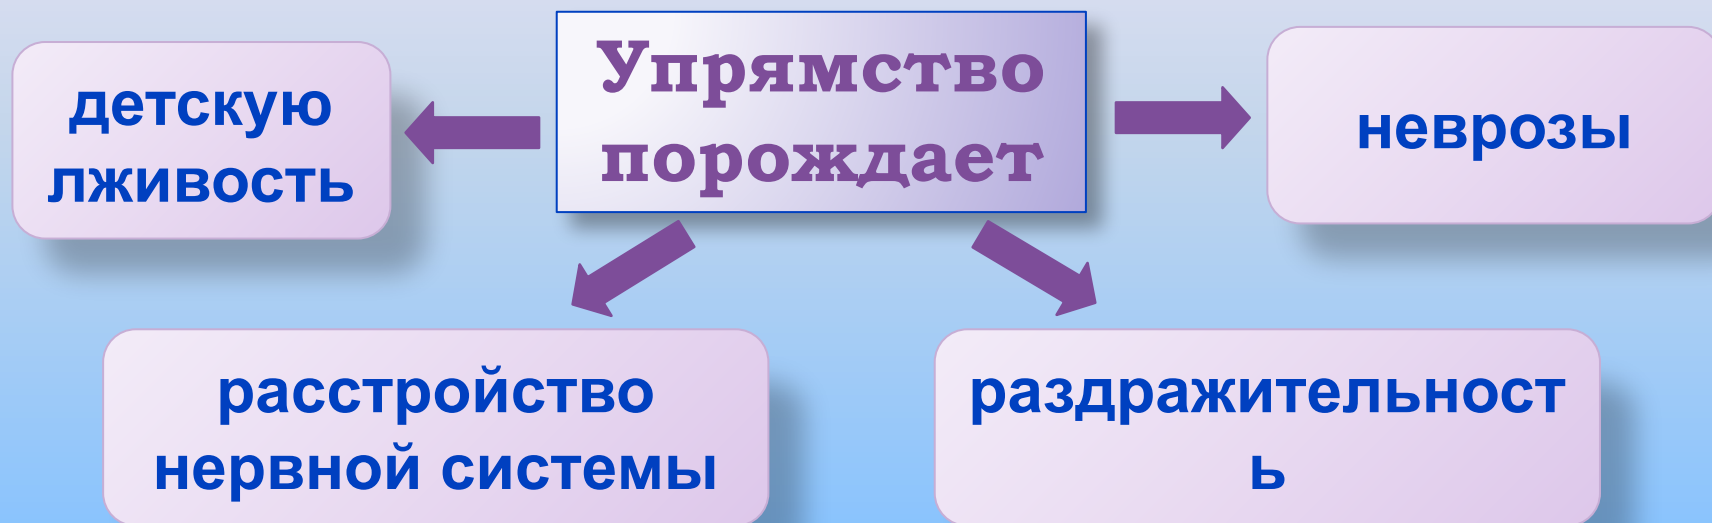 Упрямство
порождает
детскую
лживость
неврозы
расстройство
нервной системы
раздражительност
ь